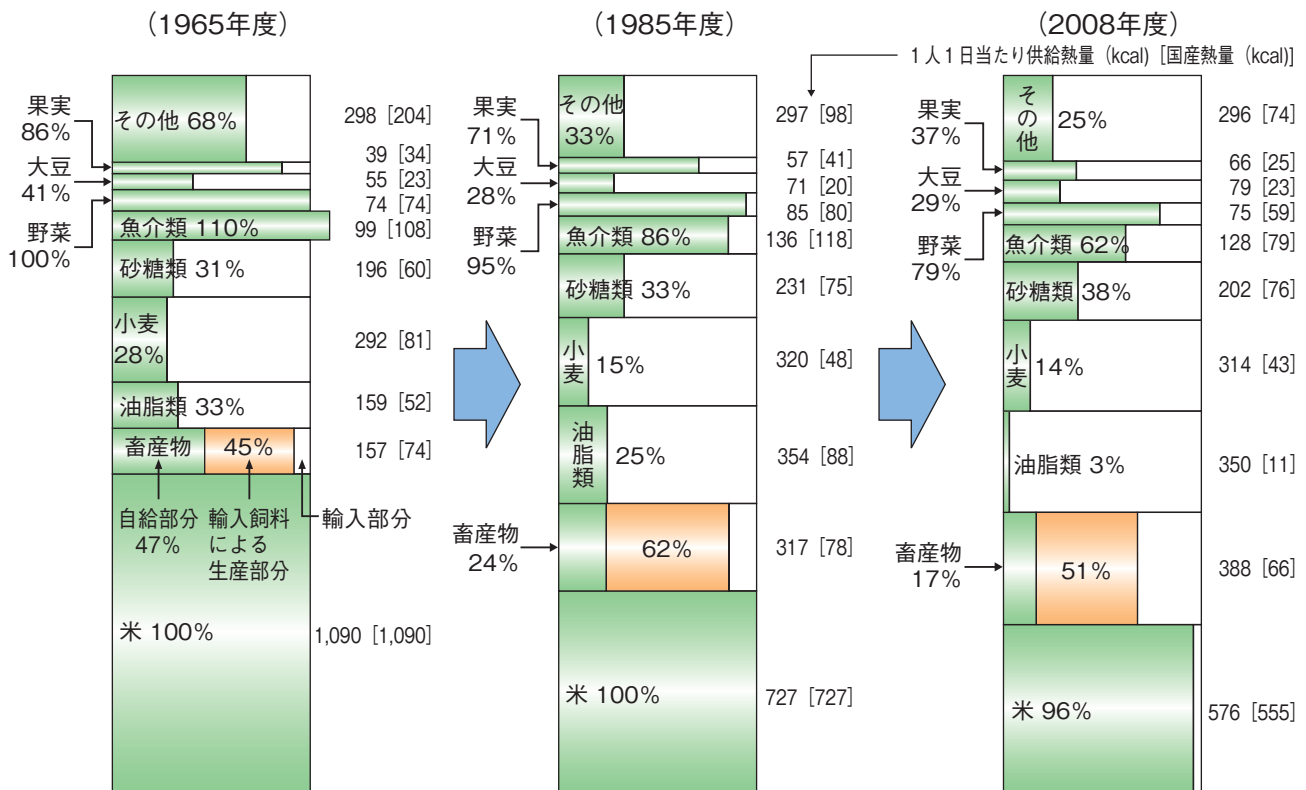 (1965年度)
果実
86%
大豆
41%
野菜
100%
その他 68%
魚介類 110%
砂糖類 31%
小麦
28%
油脂類 33%
畜産物
45%
自給部分
47%
輸入飼料
による
生産部分
輸入部分
米 100%
298 [204]
39 [34]
55 [23]
74 [74]
99 [108]
196 [60]
292 [81]
159 [52]
157 [74]
1,090 [1,090]
(1985年度)
果実
71%
大豆
28%
野菜
95%
その他
33%
魚介類 86%
砂糖類 33%
小麦
15%
油脂類
25%
畜産物
24%
62%
米 100%
297 [98]
57 [41]
71 [20]
85 [80]
136 [118]
231 [75]
320 [48]
354 [88]
317 [78]
727 [727]
(2008年度)
1人1日当たり供給熱量 (kcal) [国産熱量 (kcal)]
果実
37%
大豆
29%
野菜
79%
その他
25%
魚介類 62%
砂糖類 38%
小麦
14%
油脂類 3%
畜産物
17%
51%
米 96%
296 [74]
66 [25]
79 [23]
75 [59]
128 [79]
202 [76]
314 [43]
350 [11]
388 [66]
576 [555]